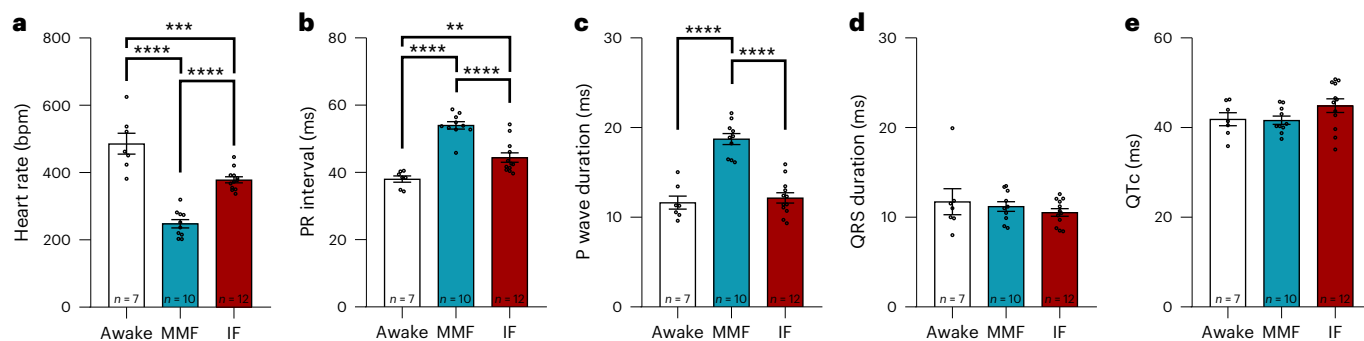 a
Heart rate (bpm)
800
600
400
200
0
***
****
****
n = 7
n = 10
n = 12
Awake
MMF
IF
b
PR interval (ms)
80
60
40
20
0
**
****
****
n = 7
n = 10
n = 12
Awake
MMF
IF
c
P wave duration (ms)
30
20
10
0
****
****
n = 7
n = 10
n = 12
Awake
MMF
IF
d
QRS duration (ms)
30
20
10
0
n = 7
n = 10
n = 12
Awake
MMF
IF
e
QTc (ms)
60
40
20
0
n = 7
n = 10
n = 12
Awake
MMF
IF